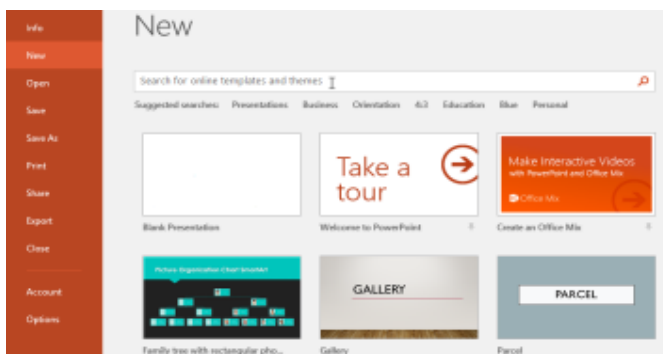 Info
New
Open
Save
Save As
Print
Share
Export
Close
Account
Options
New
Search for online templates and themes
Suggested searches: Presentations Business Orientation 4:3 Education Blue Personal
Take a
tour
Make Interactive Videos
with PowerPoint and Office Mix
Office Mix
Blank Presentation
Welcome to PowerPoint
Create an Office Mix
Picture Organization Chart SmartArt
GALLERY
PARCEL
Family tree with rectangular pho...
Gallery
Parcel